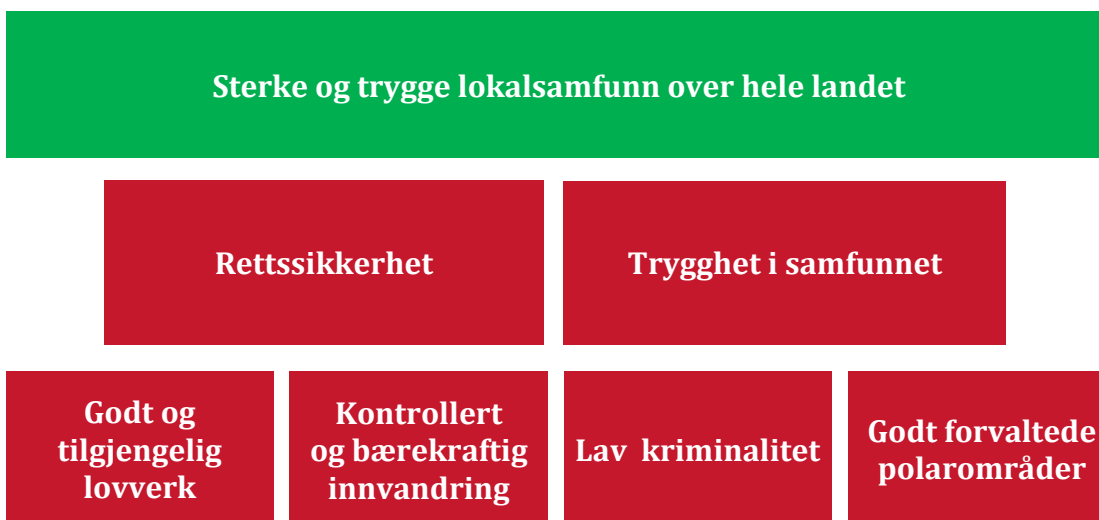 Sterke og trygge lokalsamfunn over hele landet
Rettssikkerhet
Trygghet i samfunnet
Godt og
tilgjengelig
lovverk
Kontrollert
og bærekraftig
innvandring
Lav kriminalitet
Godt forvaltede
polarområder